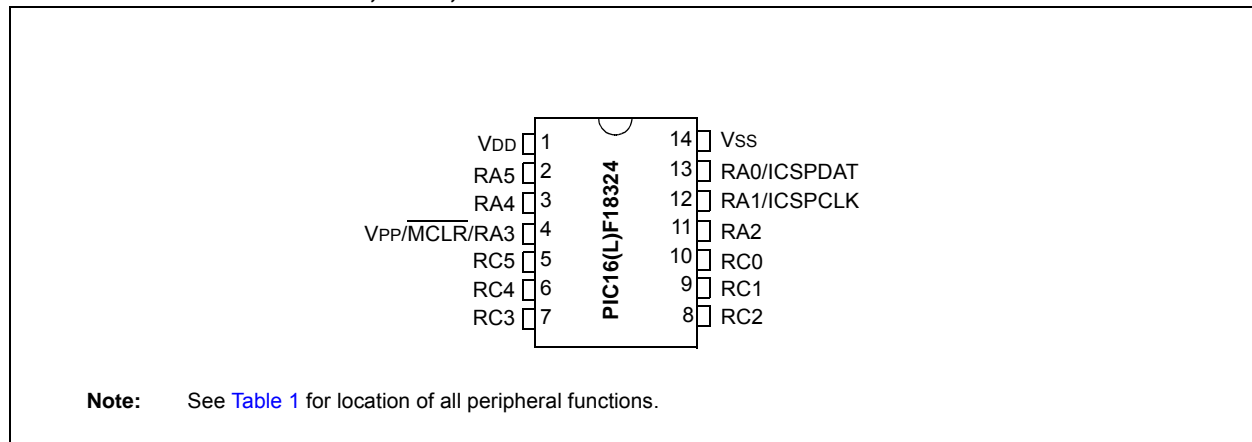 VDD 1 14 VSS
RA5 2 13 RA0/ICSPDAT
RA4 3 12 RA1/ICSPCLK
VPP/MCLR/RA3 4 11 RA2
RC5 5 10 RC0
RC4 6 9 RC1
RC3 7 8 RC2
PIC16(L)F18324
Note: See Table 1 for location of all peripheral functions.